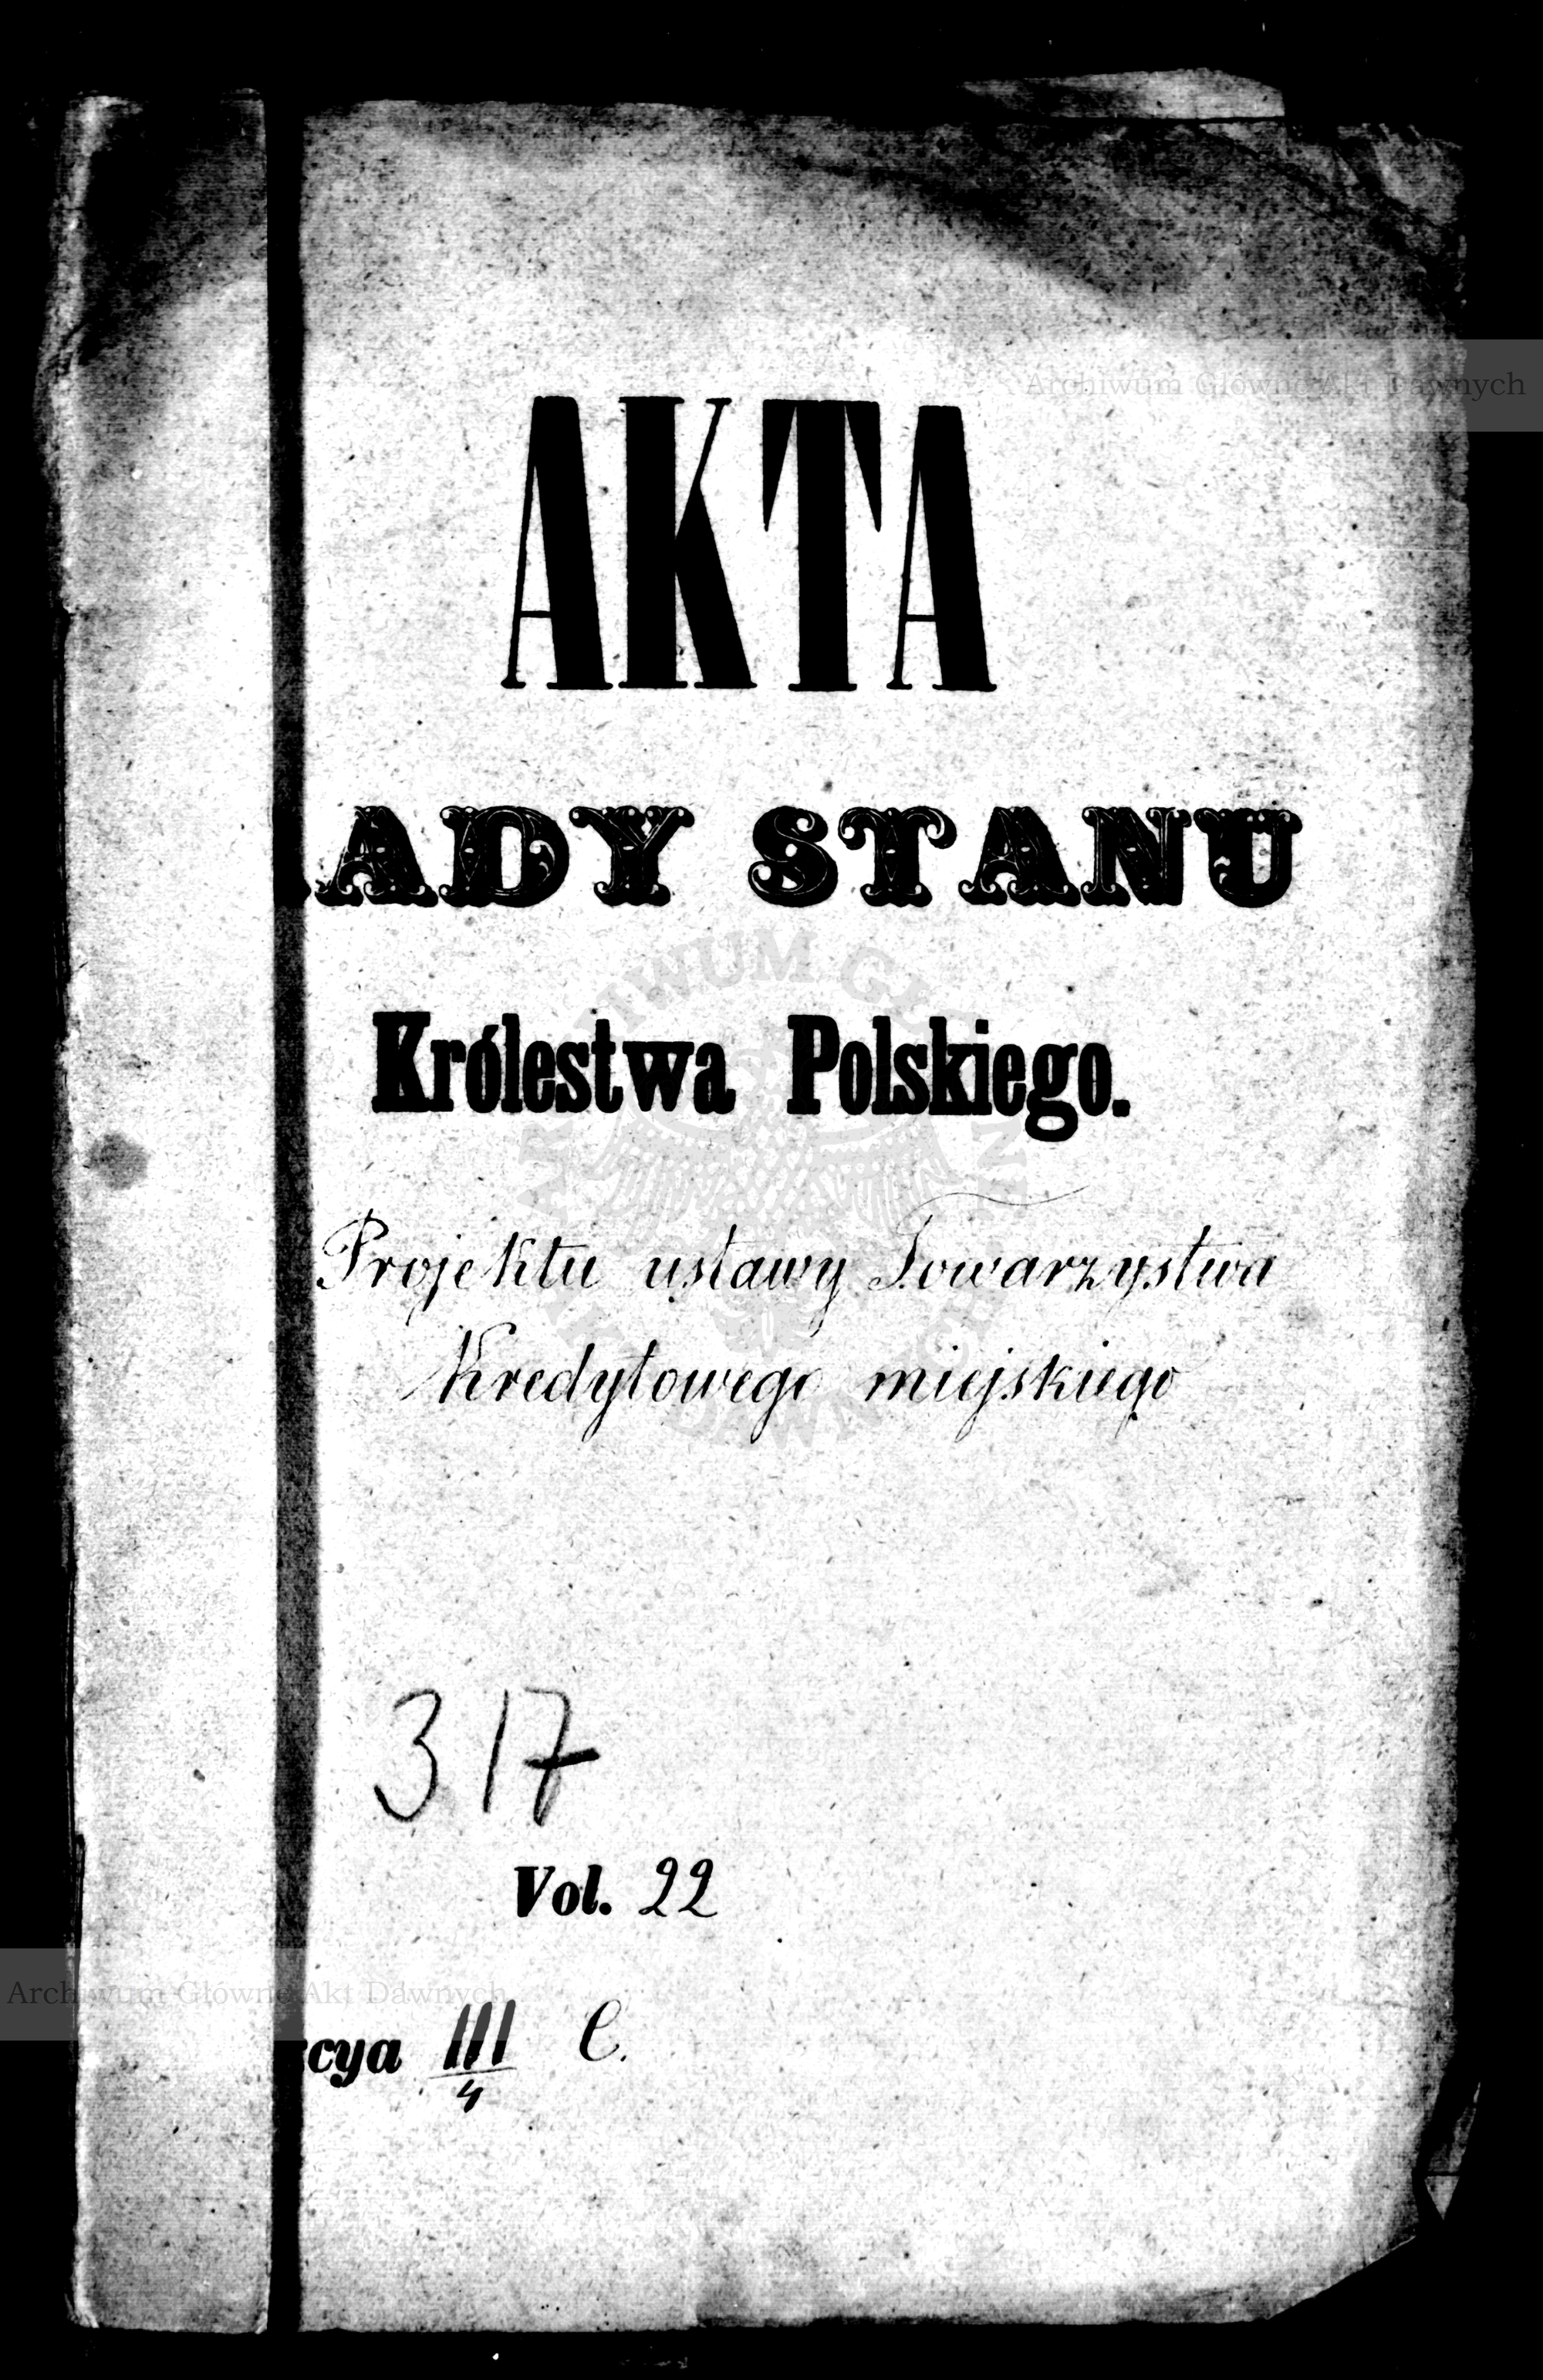 Archiwum Główne Akt Dawnych
AKTA
RADY STANU
Królestwa Polskiego.
Projektu ustawy Towarzystwa
Kredytowego miejskiego
317
Vol. 22
Archiwum Główne Akt Dawnych
cya III/4 C.